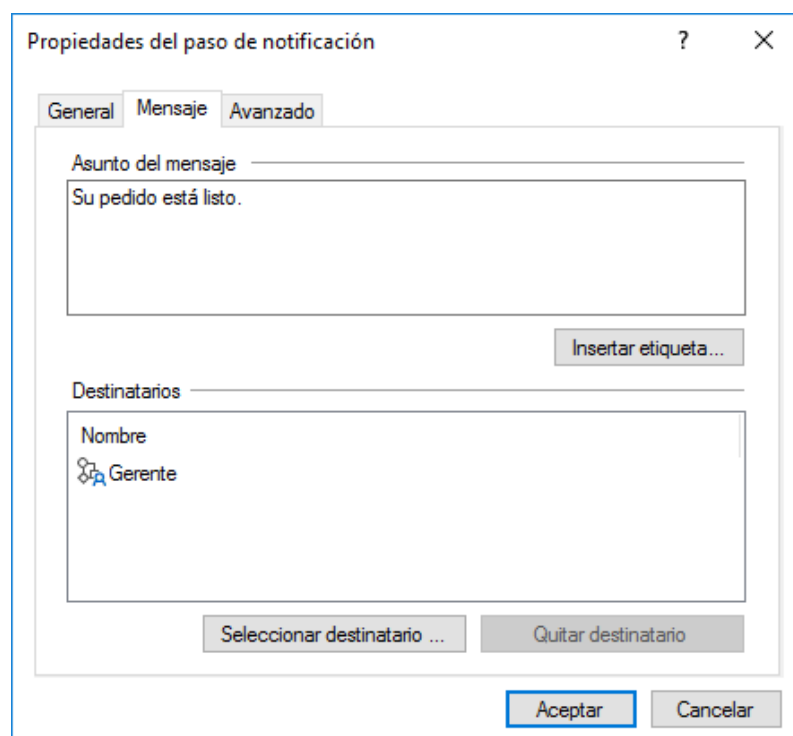 Propiedades del paso de notificación ?
General Mensaje Avanzado
Asunto del mensaje
Su pedido está listo.
Insertar etiqueta...
Destinatarios
Nombre
Gerente
Seleccionar destinatario ... Quitar destinatario
Aceptar Cancelar